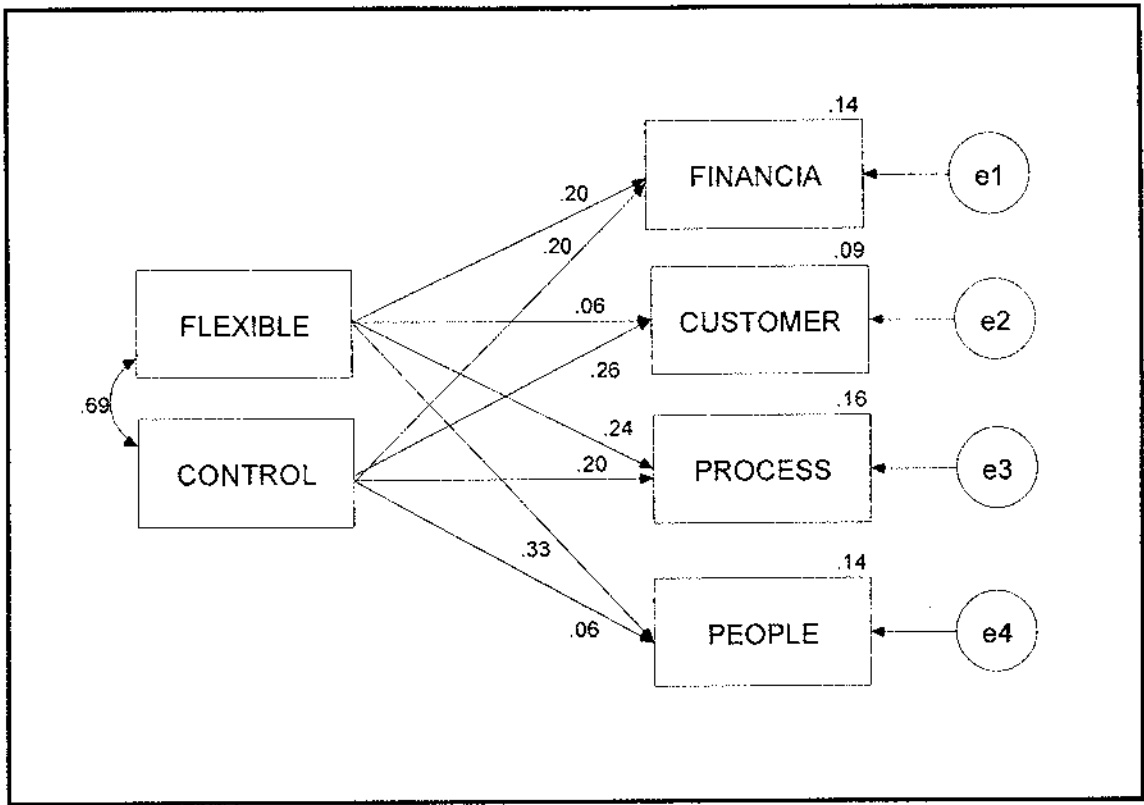 .14
FINANCIA
e1
.20
.20
.09
FLEXIBLE
.06
CUSTOMER
e2
.26
.69
.16
.24
CONTROL
.20
PROCESS
e3
.33
.14
.06
PEOPLE
e4